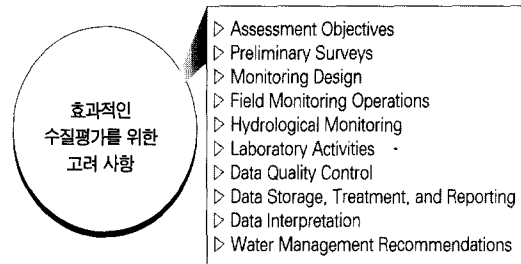 효과적인
수질평가를 위한
고려 사항
▷ Assessment Objectives
▷ Preliminary Surveys
▷ Monitoring Design
▷ Field Monitoring Operations
▷ Hydrological Monitoring
▷ Laboratory Activities
▷ Data Quality Control
▷ Data Storage, Treatment, and Reporting
▷ Data Interpretation
▷ Water Management Recommendations